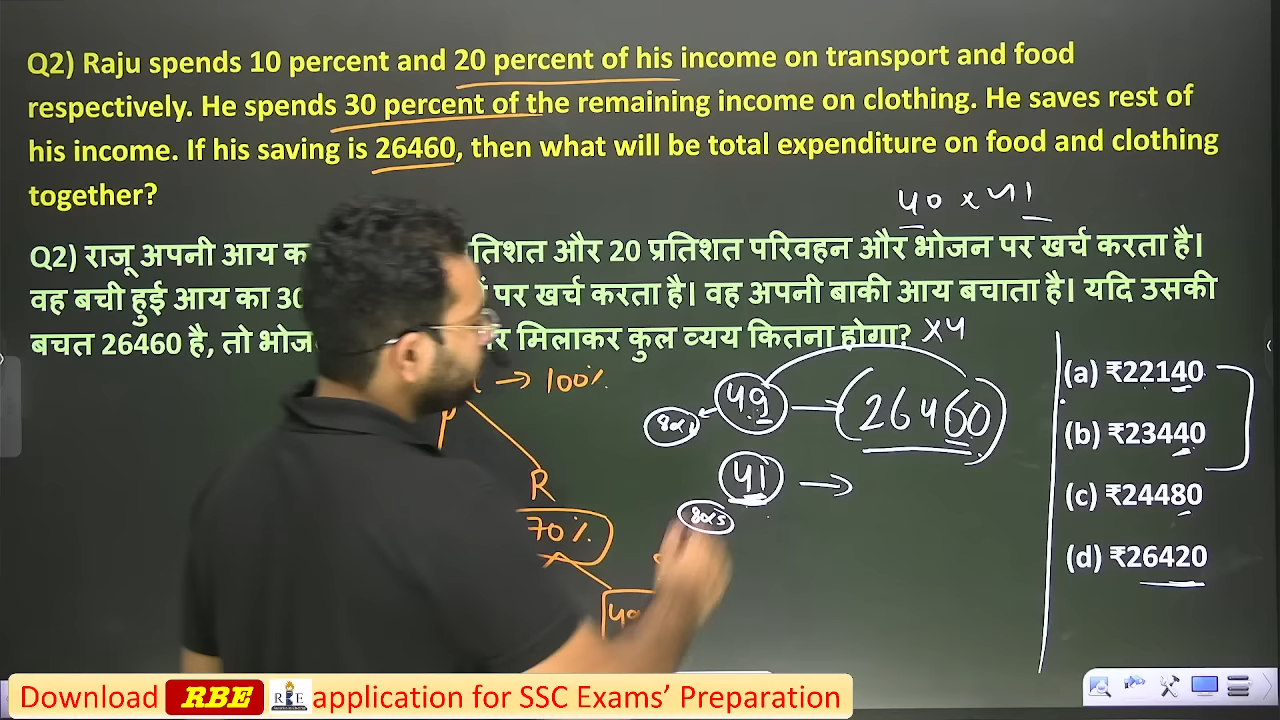 Q2) Raju spends 10 percent and 20 percent of his income on transport and food
respectively. He spends 30 percent of the remaining income on clothing. He saves rest of
his income. If his saving is 26460, then what will be total expenditure on food and clothing
together?
40 x 41
Q2) राजू अपनी आय क तिशत और 20 प्रतिशत परिवहन और भोजन पर खर्च करता है।
वह बची हुई आय का 30 पर खर्च करता है। वह अपनी बाकी आय बचाता है। यदि उसकी
बचत 26460 है, तो भोज र मिलाकर कुल व्यय कितना होगा? x4
→ 100%
49 → (26460)
41 →
R
70%
49
(a) ₹22140
(b) ₹23440
(c) ₹24480
(d) ₹26420
Download RBE application for SSC Exams' Preparation